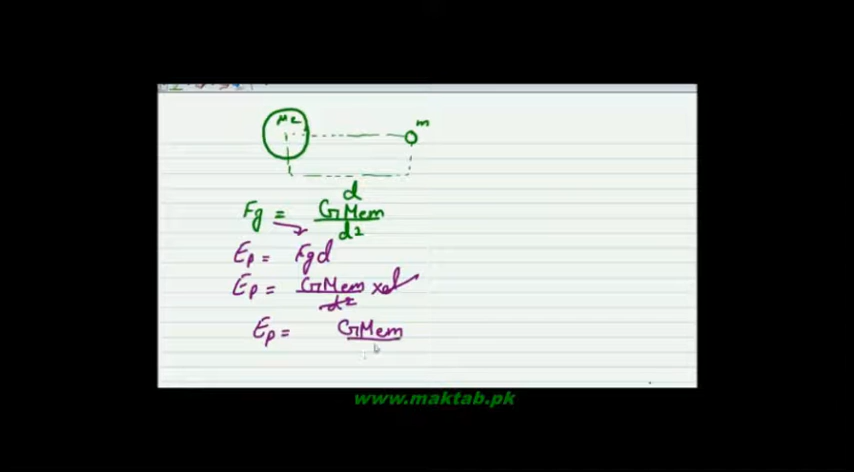 Me
m
d
Fg = GMem
d²
Ep = Fgd
Ep = GMem × d
d²
Ep = GMem
www.maktab.pk